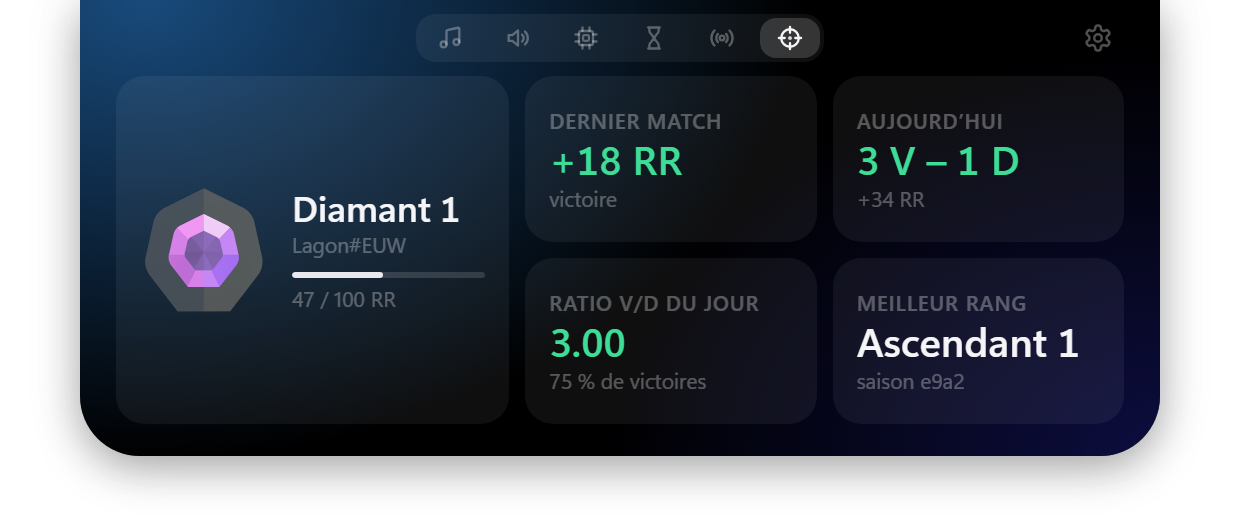 Diamant 1
Lagon#EUW
47 / 100 RR
DERNIER MATCH
+18 RR
victoire
AUJOURD’HUI
3 V – 1 D
+34 RR
RATIO V/D DU JOUR
3.00
75 % de victoires
MEILLEUR RANG
Ascendant 1
saison e9a2